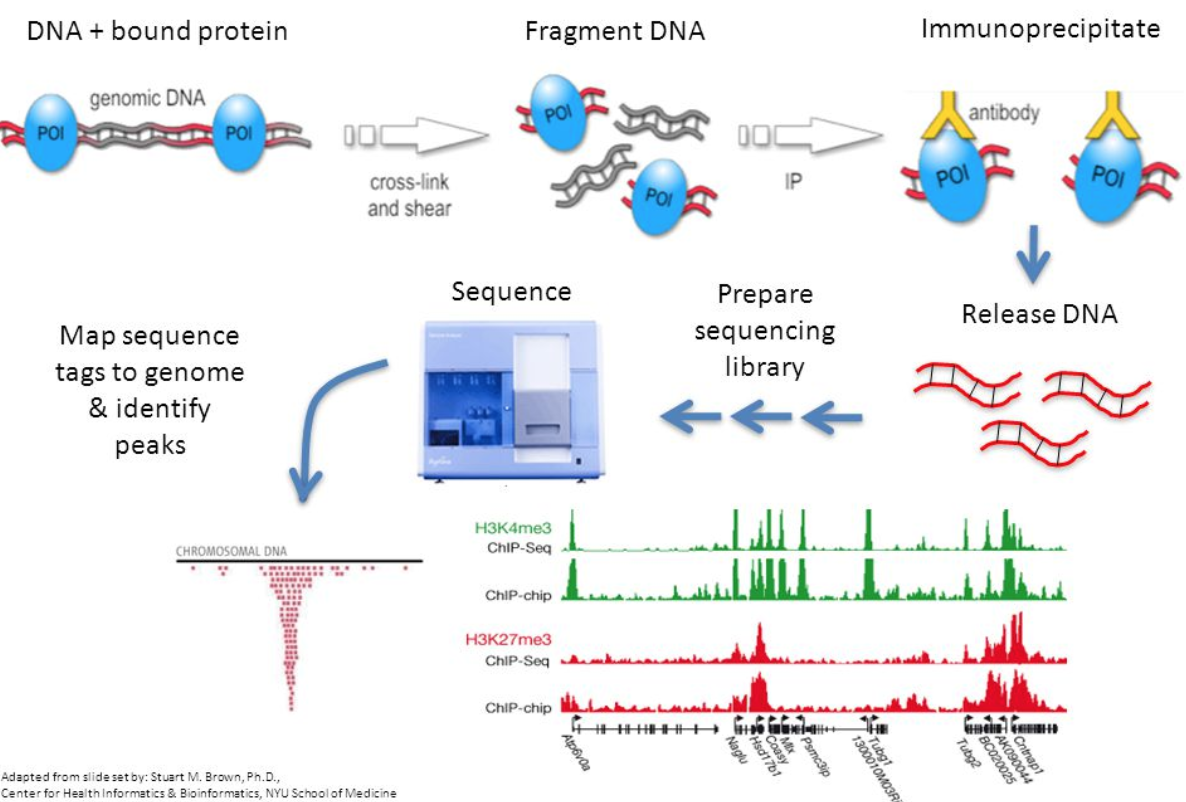 DNA + bound protein
Fragment DNA
Immunoprecipitate
genomic DNA
POI
POI
cross-link
and shear
POI
POI
IP
antibody
POI
POI
Release DNA
Prepare
sequencing
library
Sequence
Map sequence
tags to genome
& identify
peaks
CHROMOSOMAL DNA
H3K4me3
ChIP-Seq
ChIP-chip
H3K27me3
ChIP-Seq
ChIP-chip
Atp6v0a
Naglu
Hsd17b1
Coasy
Mlx
Psmc3ip
Tubg1
Tubg2
BC020025
AK090044
Cntnap1
Adapted from slide set by: Stuart M. Brown, Ph.D.,
Center for Health Informatics & Bioinformatics, NYU School of Medicine